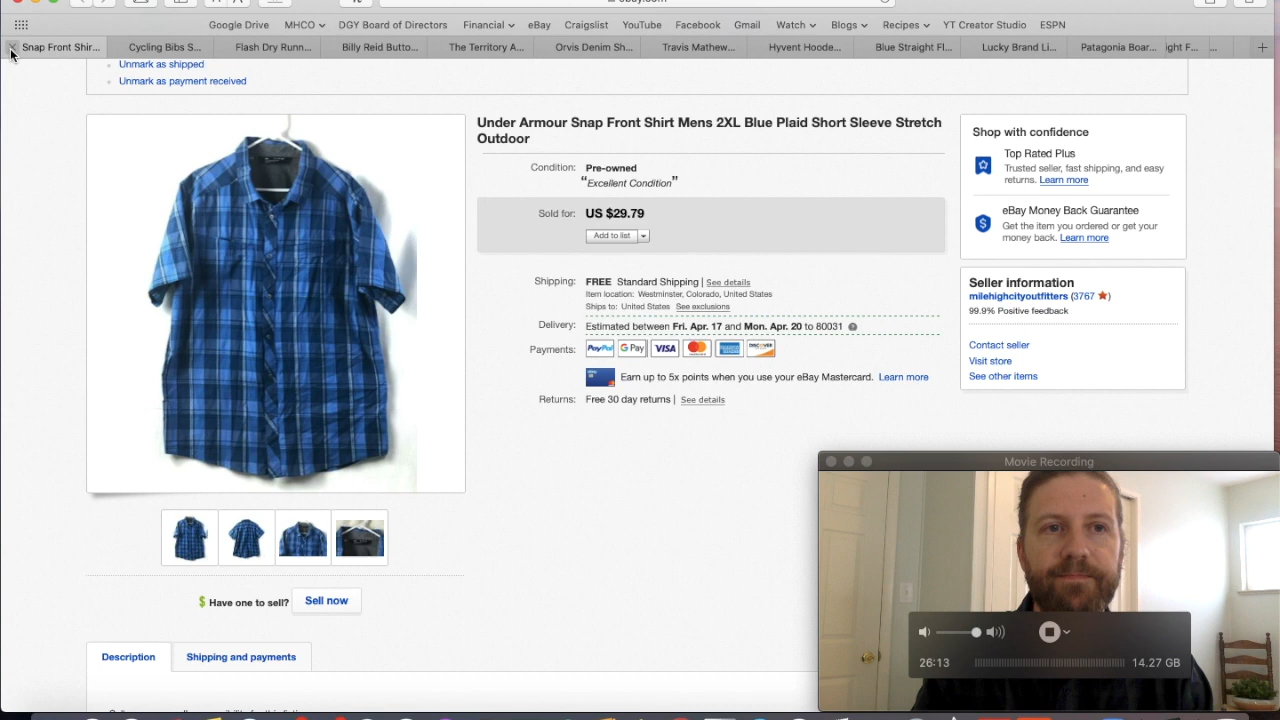 ebay.com
Google Drive MHCO DGY Board of Directors Financial eBay Craigslist YouTube Facebook Gmail Watch Blogs Recipes YT Creator Studio ESPN
Snap Front Shir... Cycling Bibs S... Flash Dry Runn... Billy Reid Butto... The Territory A... Orvis Denim Sh... Travis Mathew... Hyvent Hoode... Blue Straight Fl... Lucky Brand Li... Patagonia Boar... ight F... ...
Unmark as shipped
Unmark as payment received
Under Armour Snap Front Shirt Mens 2XL Blue Plaid Short Sleeve Stretch
Outdoor
Condition: Pre-owned
“Excellent Condition”
Sold for: US $29.79
Add to list
Shipping: FREE Standard Shipping | See details
Item location: Westminster, Colorado, United States
Ships to: United States See exclusions
Delivery: Estimated between Fri. Apr. 17 and Mon. Apr. 20 to 80031
Payments: PayPal G Pay VISA DISCOVER
Earn up to 5x points when you use your eBay Mastercard. Learn more
Returns: Free 30 day returns | See details
Shop with confidence
Top Rated Plus
Trusted seller, fast shipping, and easy
returns. Learn more
eBay Money Back Guarantee
Get the item you ordered or get your
money back. Learn more
Seller information
milehighcityoutfitters (3767)
99.9% Positive feedback
Contact seller
Visit store
See other items
Have one to sell? Sell now
Description Shipping and payments
Movie Recording
26:13 14.27 GB